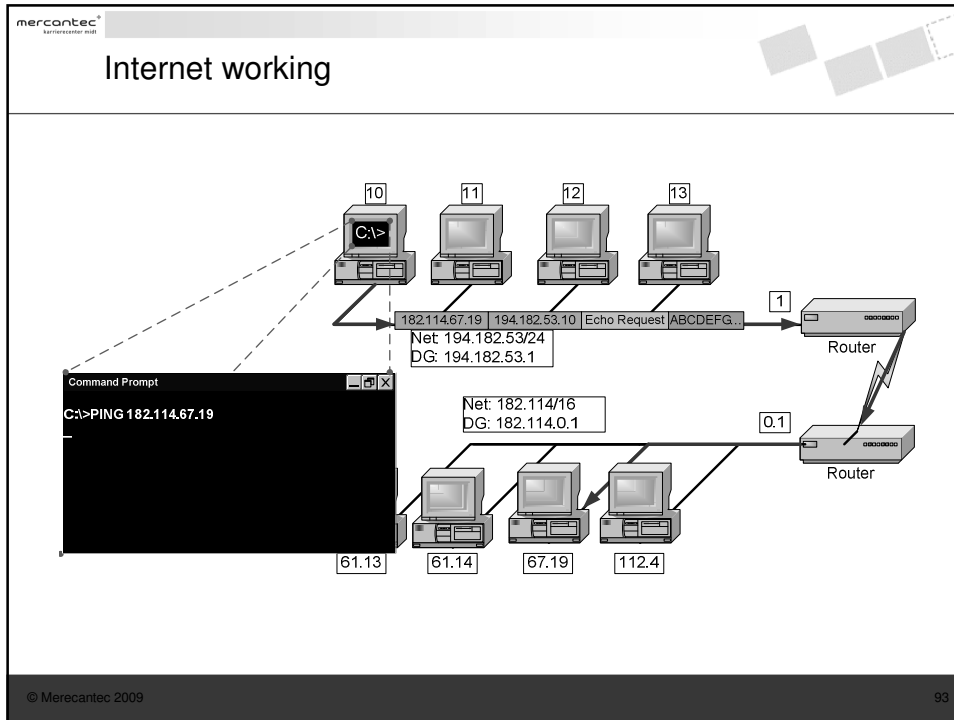 mercantec+
karrierecenter midt
Internet working
10
11
12
13
C:\>
182.114.67.19 194.182.53.10 Echo Request ABCDEFG...
1
Router
Net: 194.182.53/24
DG: 194.182.53.1
Command Prompt
C:\>PING 182.114.67.19
_
Net: 182.114/16
DG: 182.114.0.1
0.1
Router
61.13
61.14
67.19
112.4
© Merecantec 2009
93